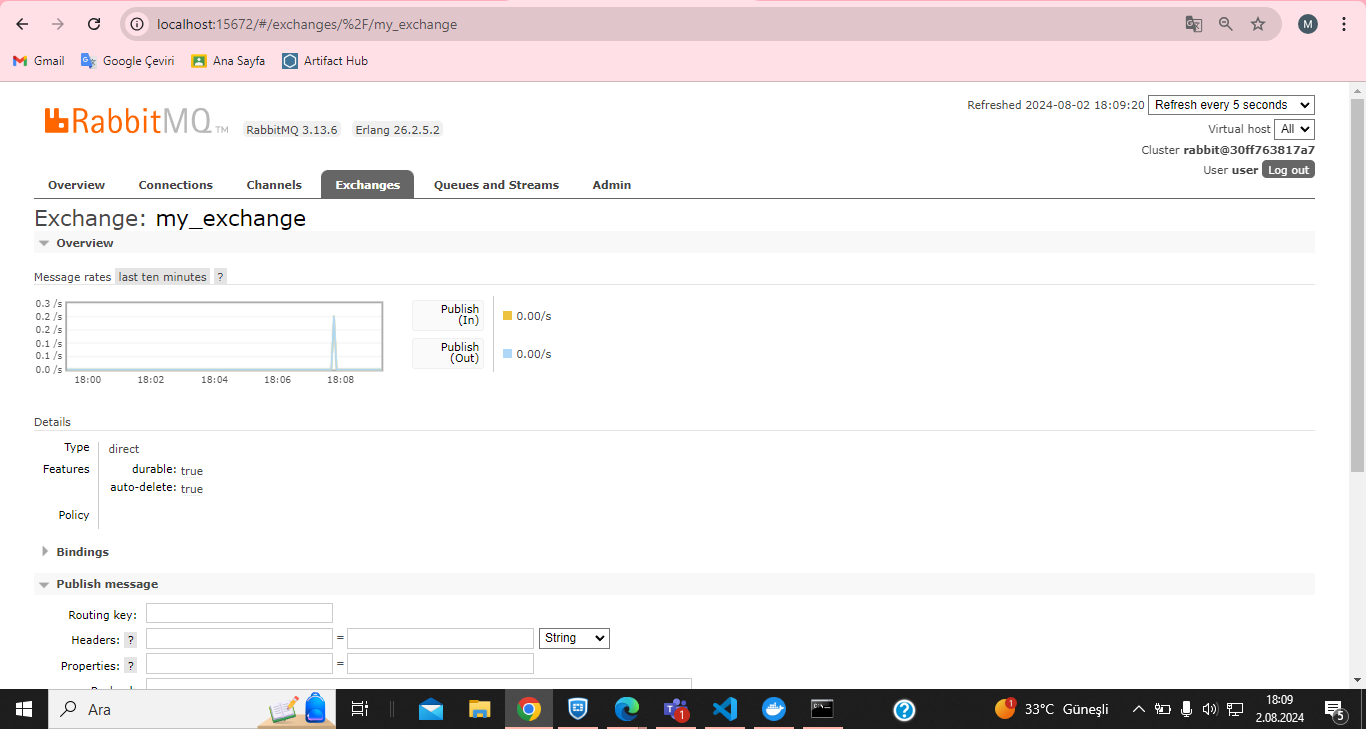 localhost:15672/#/exchanges/%2F/my_exchange
M
Gmail Google Çeviri Ana Sayfa Artifact Hub
Refreshed 2024-08-02 18:09:20 Refresh every 5 seconds
RabbitMQ TM RabbitMQ 3.13.6 Erlang 26.2.5.2
Virtual host All
Cluster rabbit@30ff763817a7
User user Log out
Overview Connections Channels Exchanges Queues and Streams Admin
Exchange: my_exchange
Overview
Message rates last ten minutes ?
0.3 /s
0.2 /s
0.2 /s
0.1 /s
0.1 /s
0.0 /s
18:00 18:02 18:04 18:06 18:08
Publish
(In)
0.00/s
Publish
(Out)
0.00/s
Details
Type direct
Features durable: true
auto-delete: true
Policy
Bindings
Publish message
Routing key:
Headers: ? = String
Properties: ? =
Ara
1
1
33°C Güneşli
18:09
2.08.2024
5